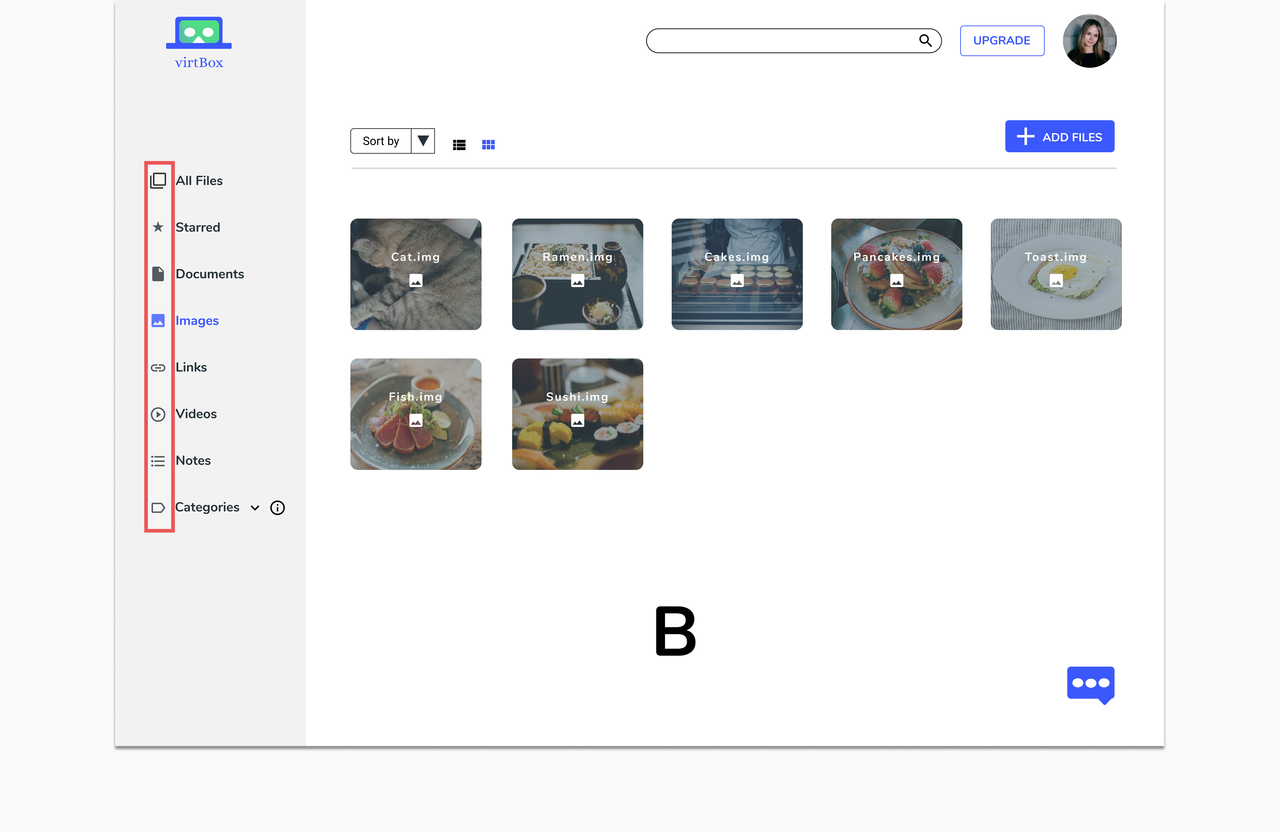 virtBox
UPGRADE
Sort by
ADD FILES
All Files
Starred
Documents
Images
Links
Videos
Notes
Categories
Cat.img
Ramen.img
Cakes.img
Pancakes.img
Toast.img
Fish.img
Sushi.img
B